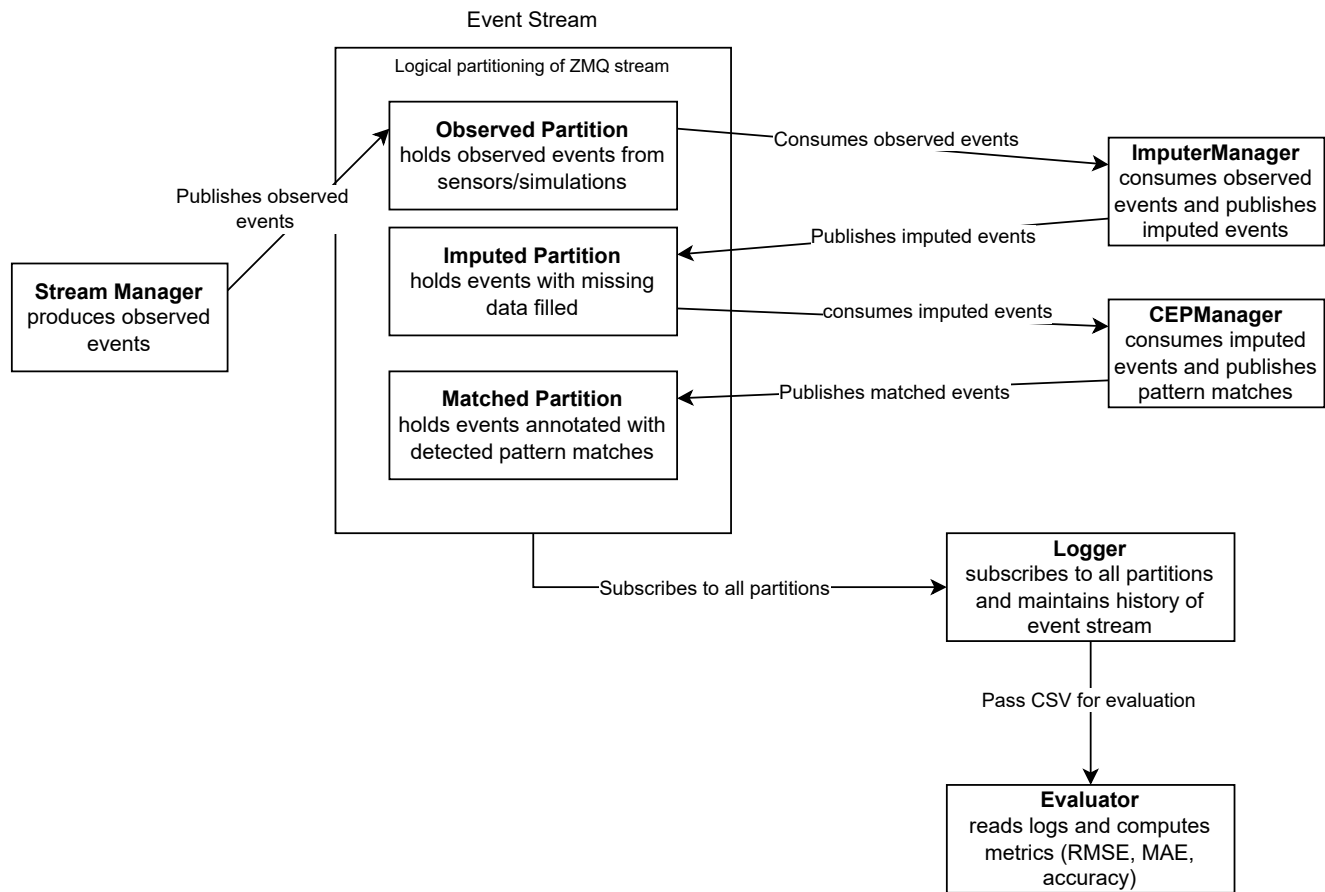 Event Stream
Logical partitioning of ZMQ stream
Observed Partition
holds observed events from
sensors/simulations
Consumes observed events
ImputerManager
consumes observed
events and publishes
imputed events
Publishes observed
events
Imputed Partition
holds events with missing
data filled
Publishes imputed events
Stream Manager
produces observed
events
consumes imputed events
CEPManager
consumes imputed
events and publishes
pattern matches
Matched Partition
holds events annotated with
detected pattern matches
Publishes matched events
Subscribes to all partitions
Logger
subscribes to all partitions
and maintains history of
event stream
Pass CSV for evaluation
Evaluator
reads logs and computes
metrics (RMSE, MAE,
accuracy)